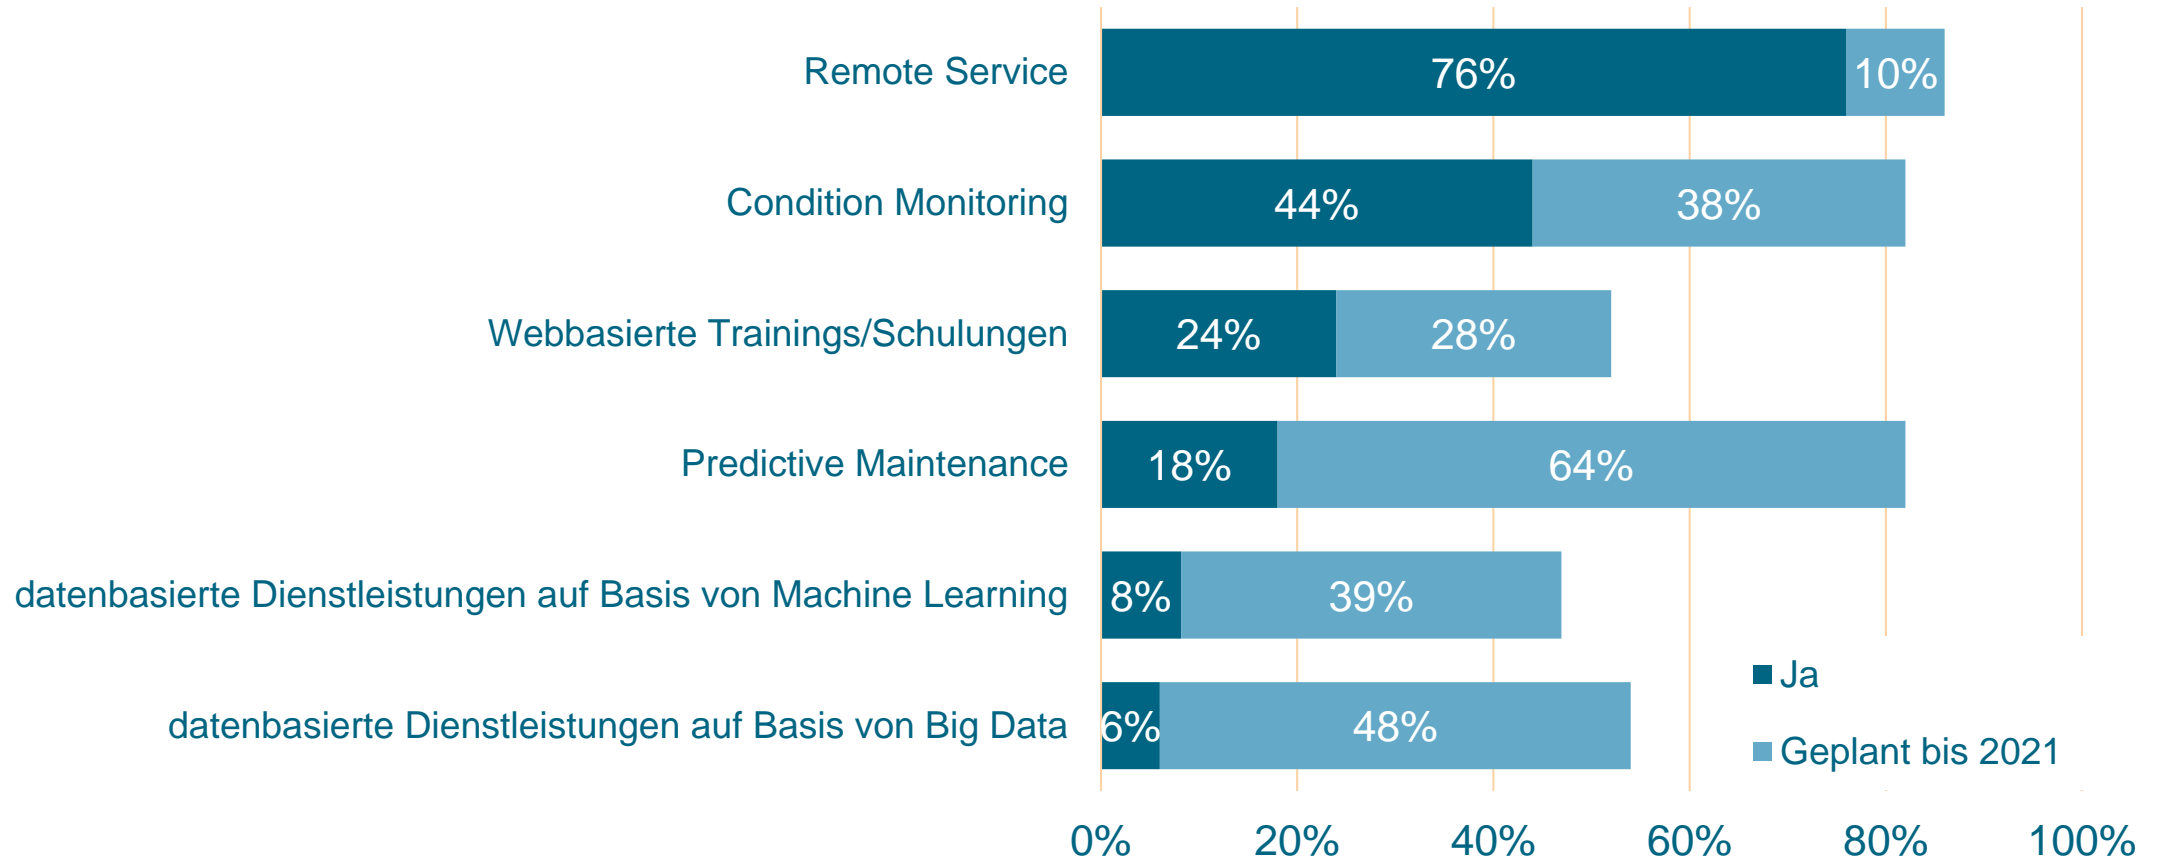 Remote Service 76% 10%
Condition Monitoring 44% 38%
Webbasierte Trainings/Schulungen 24% 28%
Predictive Maintenance 18% 64%
datenbasierte Dienstleistungen auf Basis von Machine Learning 8% 39%
datenbasierte Dienstleistungen auf Basis von Big Data 6% 48%
Ja
Geplant bis 2021
0% 20% 40% 60% 80% 100%